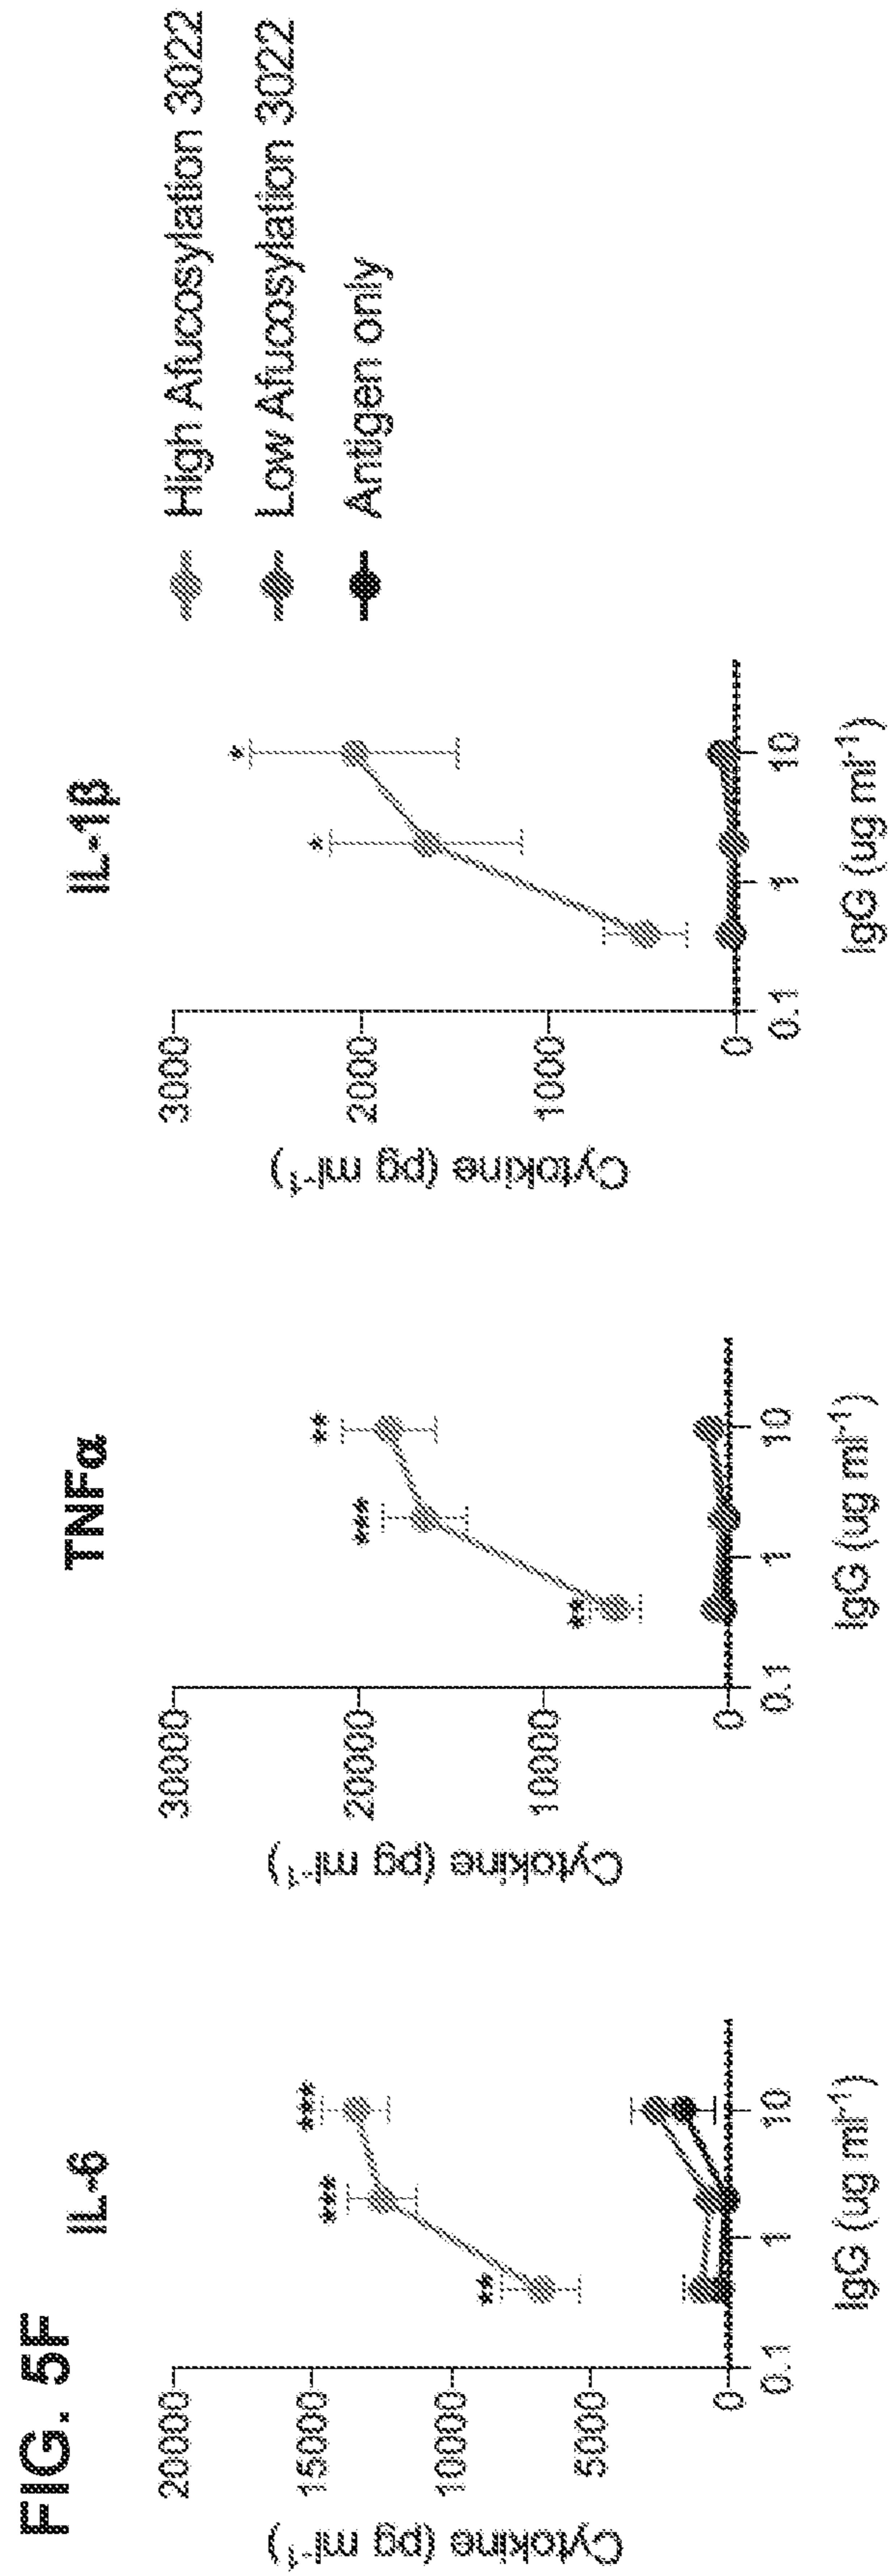 FIG. 5F
IL-6
Cytokine (pg ml-1)
20000
15000
10000
5000
0
0.1
1
10
IgG (ug ml-1)
**
***
***
TNFα
Cytokine (pg ml-1)
30000
20000
10000
0
0.1
1
10
IgG (ug ml-1)
**
***
**
IL-1β
Cytokine (pg ml-1)
3000
2000
1000
0
0.1
1
10
IgG (ug ml-1)
*
*
High Afucosylation 3022
Low Afucosylation 3022
Antigen only